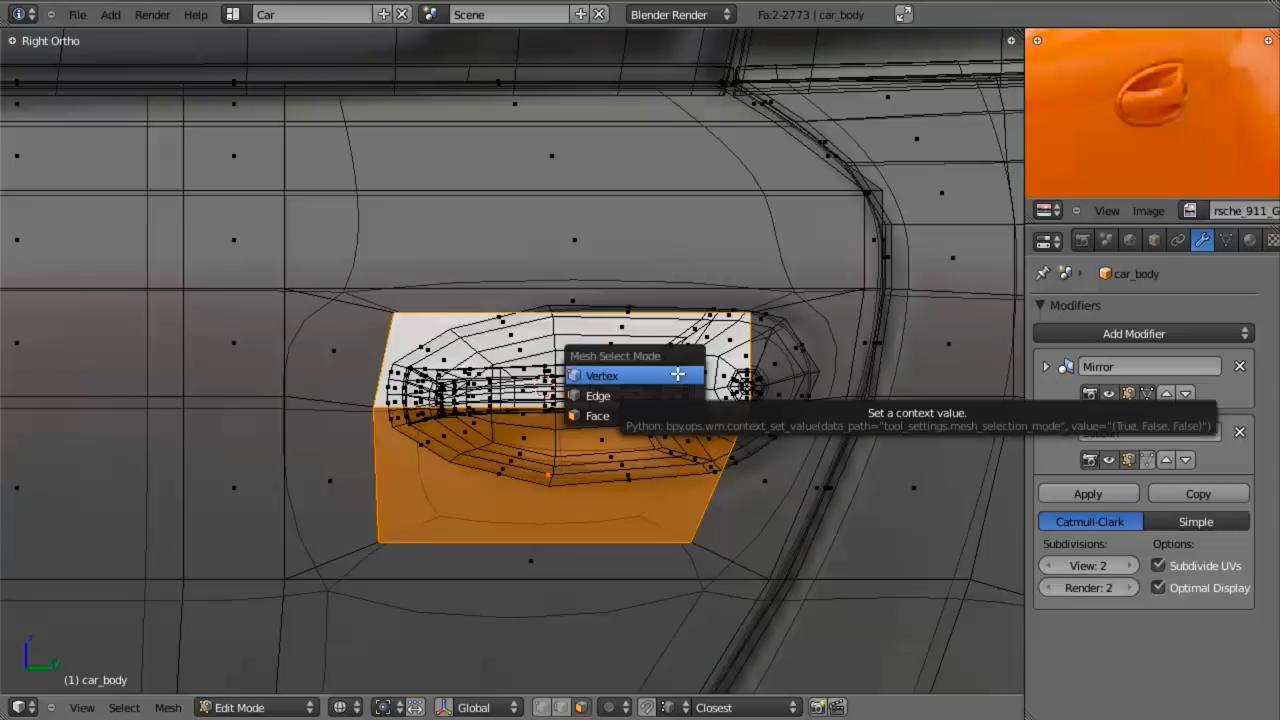 File Add Render Help Car Scene Blender Render Fa:2-2773 | car_body
Right Ortho
View Image rsche_911_G
car_body
Modifiers
Add Modifier
Mirror
Mesh Select Mode
Vertex
Edge
Face
Set a context value.
Python: bpy.ops.wm.context_set_value(data_path="tool_settings.mesh_selection_mode", value="(True, False, False)")
Apply Copy
Catmull-Clark Simple
Subdivisions: Options:
View: 2 Subdivide UVs
Render: 2 Optimal Display
z
(1) car_body
View Select Mesh Edit Mode Global Closest